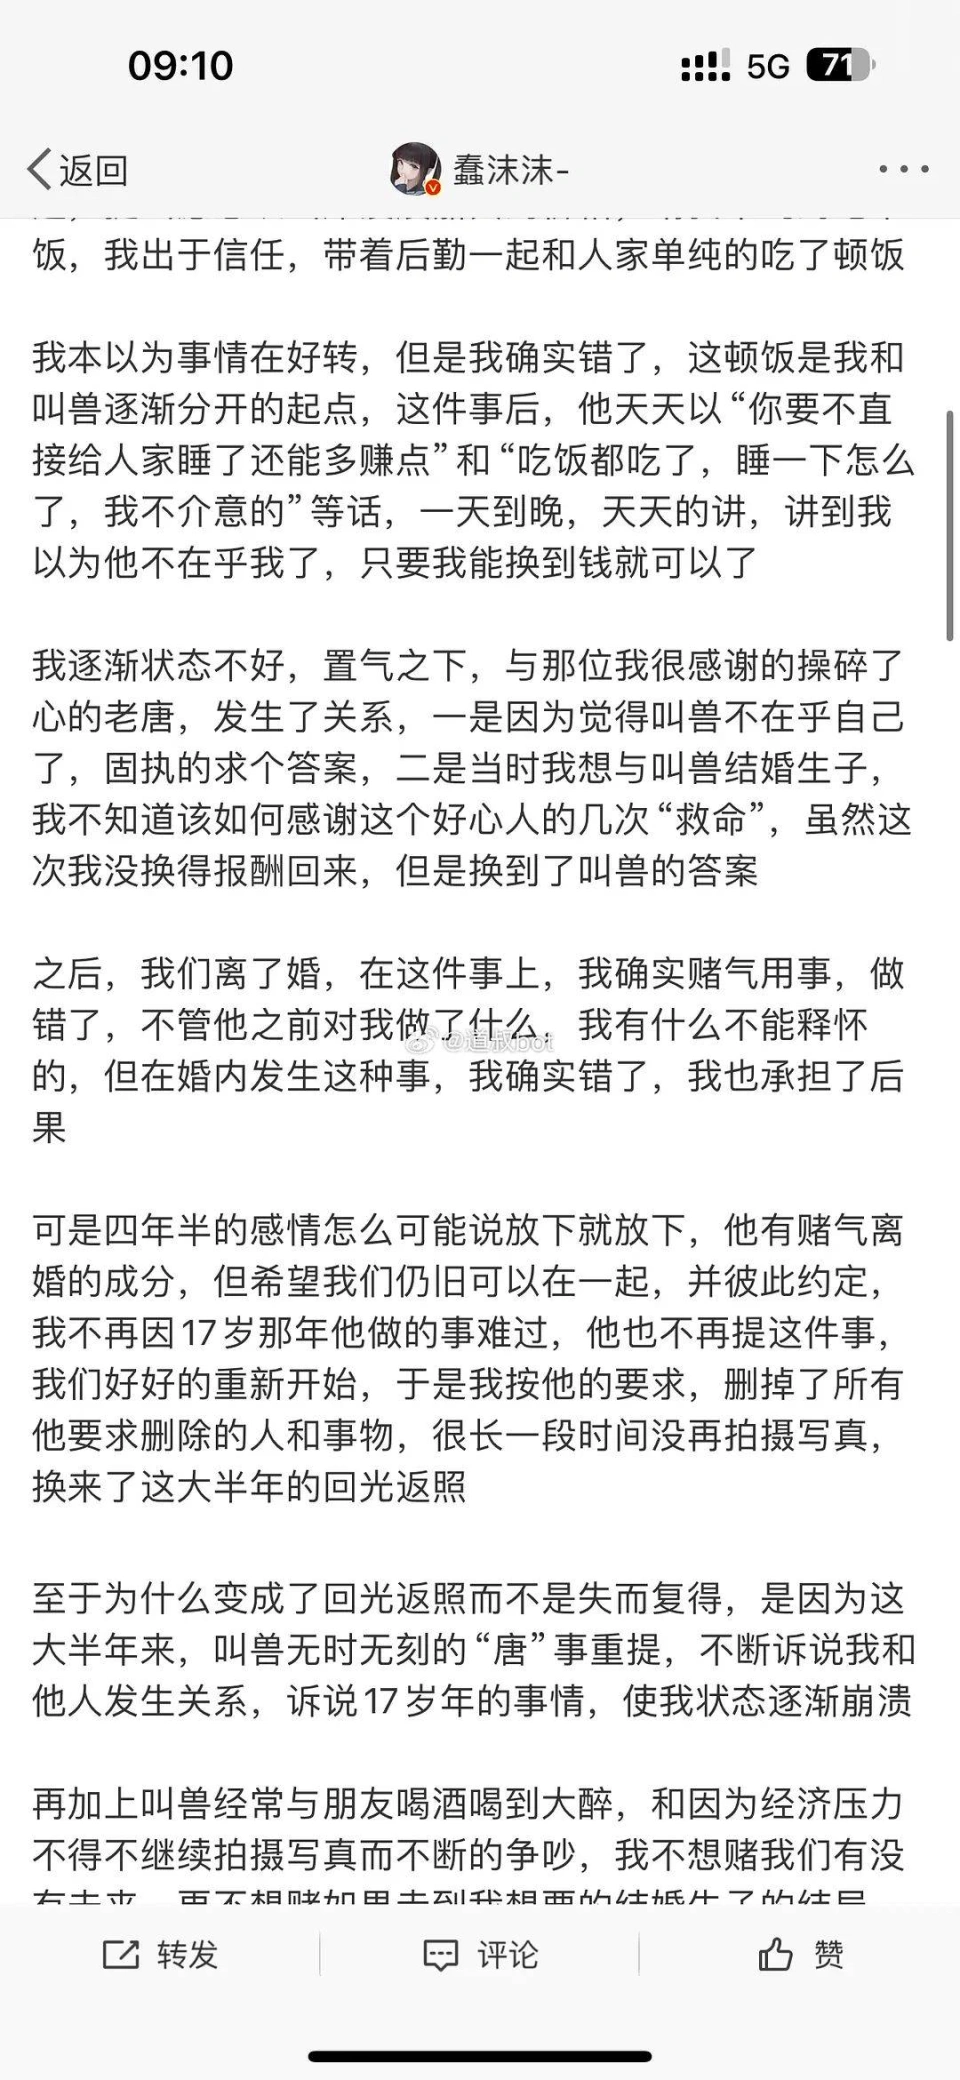 09:10
5G
71
返回
蠢沫沫-
饭，我出于信任，带着后勤一起和人家单纯的吃了顿饭
我本以为事情在好转，但是我确实错了，这顿饭是我和
叫兽逐渐分开的起点，这件事后，他天天以“你要不直
接给人家睡了还能多赚点”和“吃饭都吃了，睡一下怎么
了，我不介意的”等话，一天到晚，天天的讲，讲到我
以为他不在乎我了，只要我能换到钱就可以了
我逐渐状态不好，置气之下，与那位我很感谢的操碎了
心的老唐，发生了关系，一是因为觉得叫兽不在乎自己
了，固执的求个答案，二是当时我想与叫兽结婚生子，
我不知道该如何感谢这个好心人的几次“救命”，虽然这
次我没换得报酬回来，但是换到了叫兽的答案
之后，我们离了婚，在这件事上，我确实赌气用事，做
错了，不管他之前对我做了什么，我有什么不能释怀
@道叔bot
的，但在婚内发生这种事，我确实错了，我也承担了后
果
可是四年半的感情怎么可能说放下就放下，他有赌气离
婚的成分，但希望我们仍旧可以在一起，并彼此约定，
我不再因17岁那年他做的事难过，他也不再提这件事，
我们好好的重新开始，于是我按他的要求，删掉了所有
他要求删除的人和事物，很长一段时间没再拍摄写真，
换来了这大半年的回光返照
至于为什么变成了回光返照而不是失而复得，是因为这
大半年来，叫兽无时无刻的“唐”事重提，不断诉说我和
他人发生关系，诉说17岁年的事情，使我状态逐渐崩溃
再加上叫兽经常与朋友喝酒喝到大醉，和因为经济压力
不得不继续拍摄写真而不断的争吵，我不想赌我们有没
有未来，更不想赌如果走到我想要的结婚生子的结局
转发
评论
赞